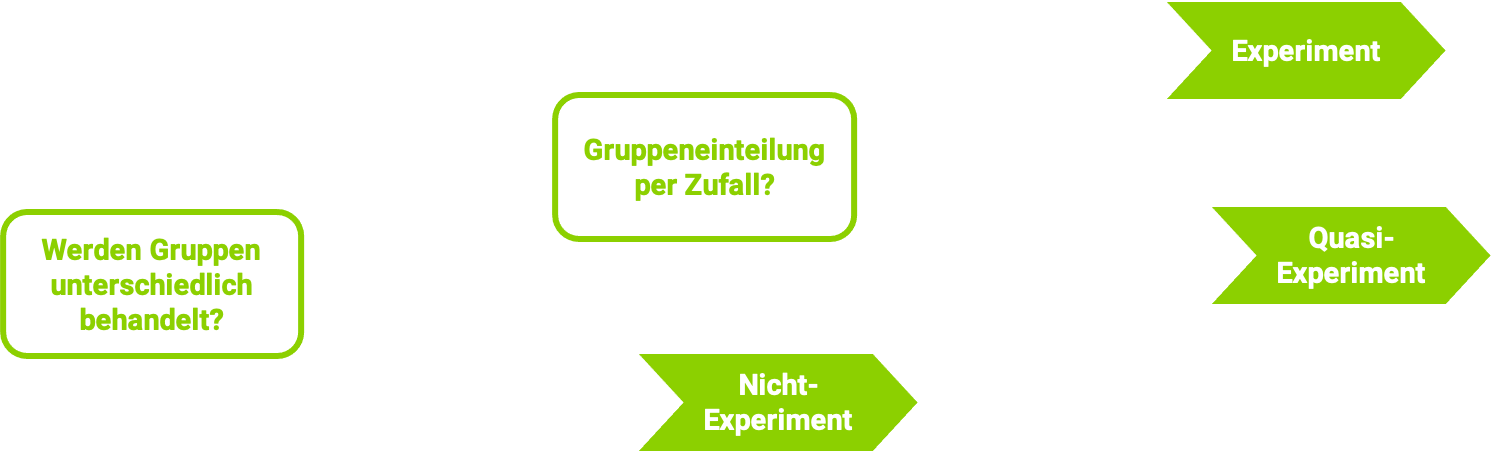 Experiment
Gruppeneinteilung
per Zufall?
Werden Gruppen
unterschiedlich
behandelt?
Quasi-
Experiment
Nicht-
Experiment